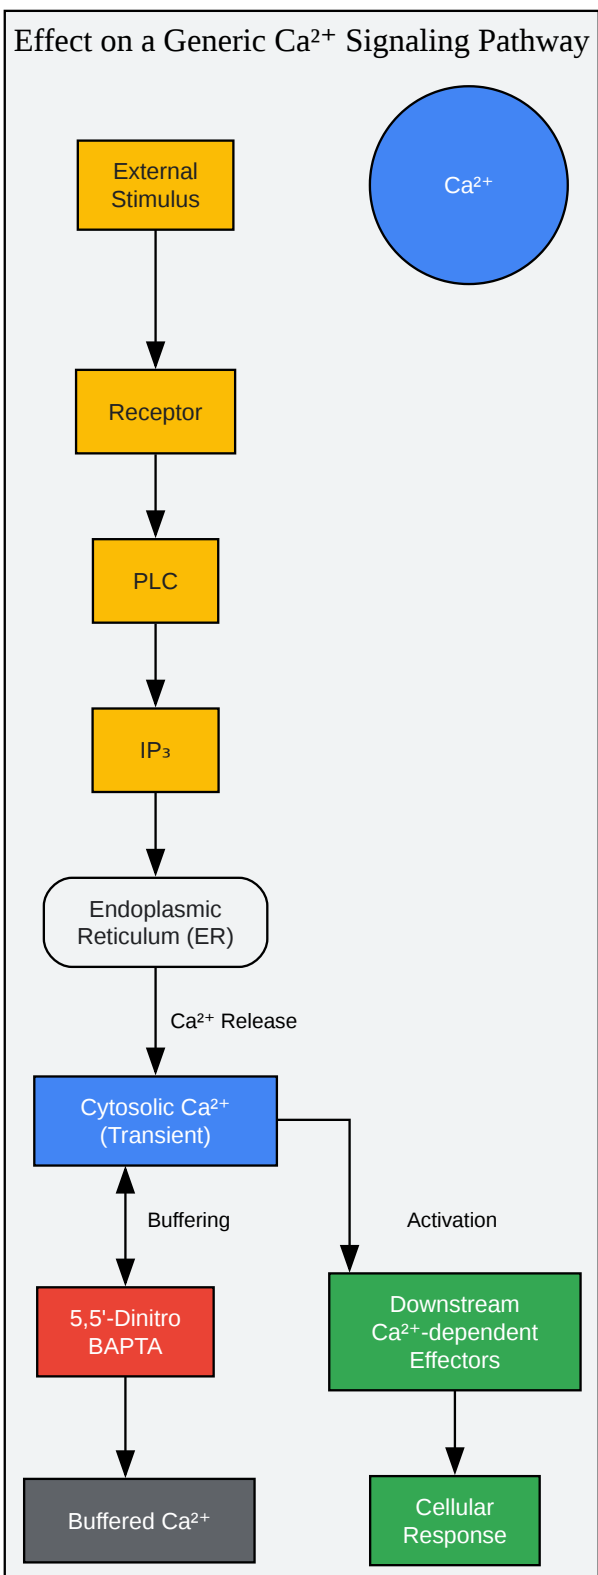 Effect on a Generic Ca²⁺ Signaling Pathway
External
Stimulus
Ca²⁺
Receptor
PLC
IP₃
Endoplasmic
Reticulum (ER)
Ca²⁺ Release
Cytosolic Ca²⁺
(Transient)
Buffering
Activation
5,5'-Dinitro
BAPTA
Downstream
Ca²⁺-dependent
Effectors
Buffered Ca²⁺
Cellular
Response